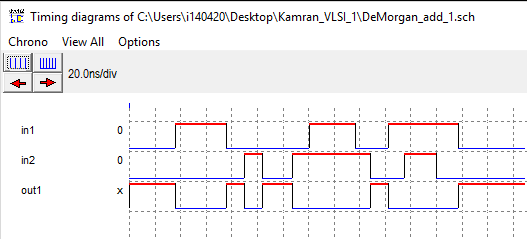 Timing diagrams of C:\Users\i140420\Desktop\Kamran_VLSI_1\DeMorgan_add_1.sch
Chrono View All Options
20.0ns/div
in1 0
in2 0
out1 x